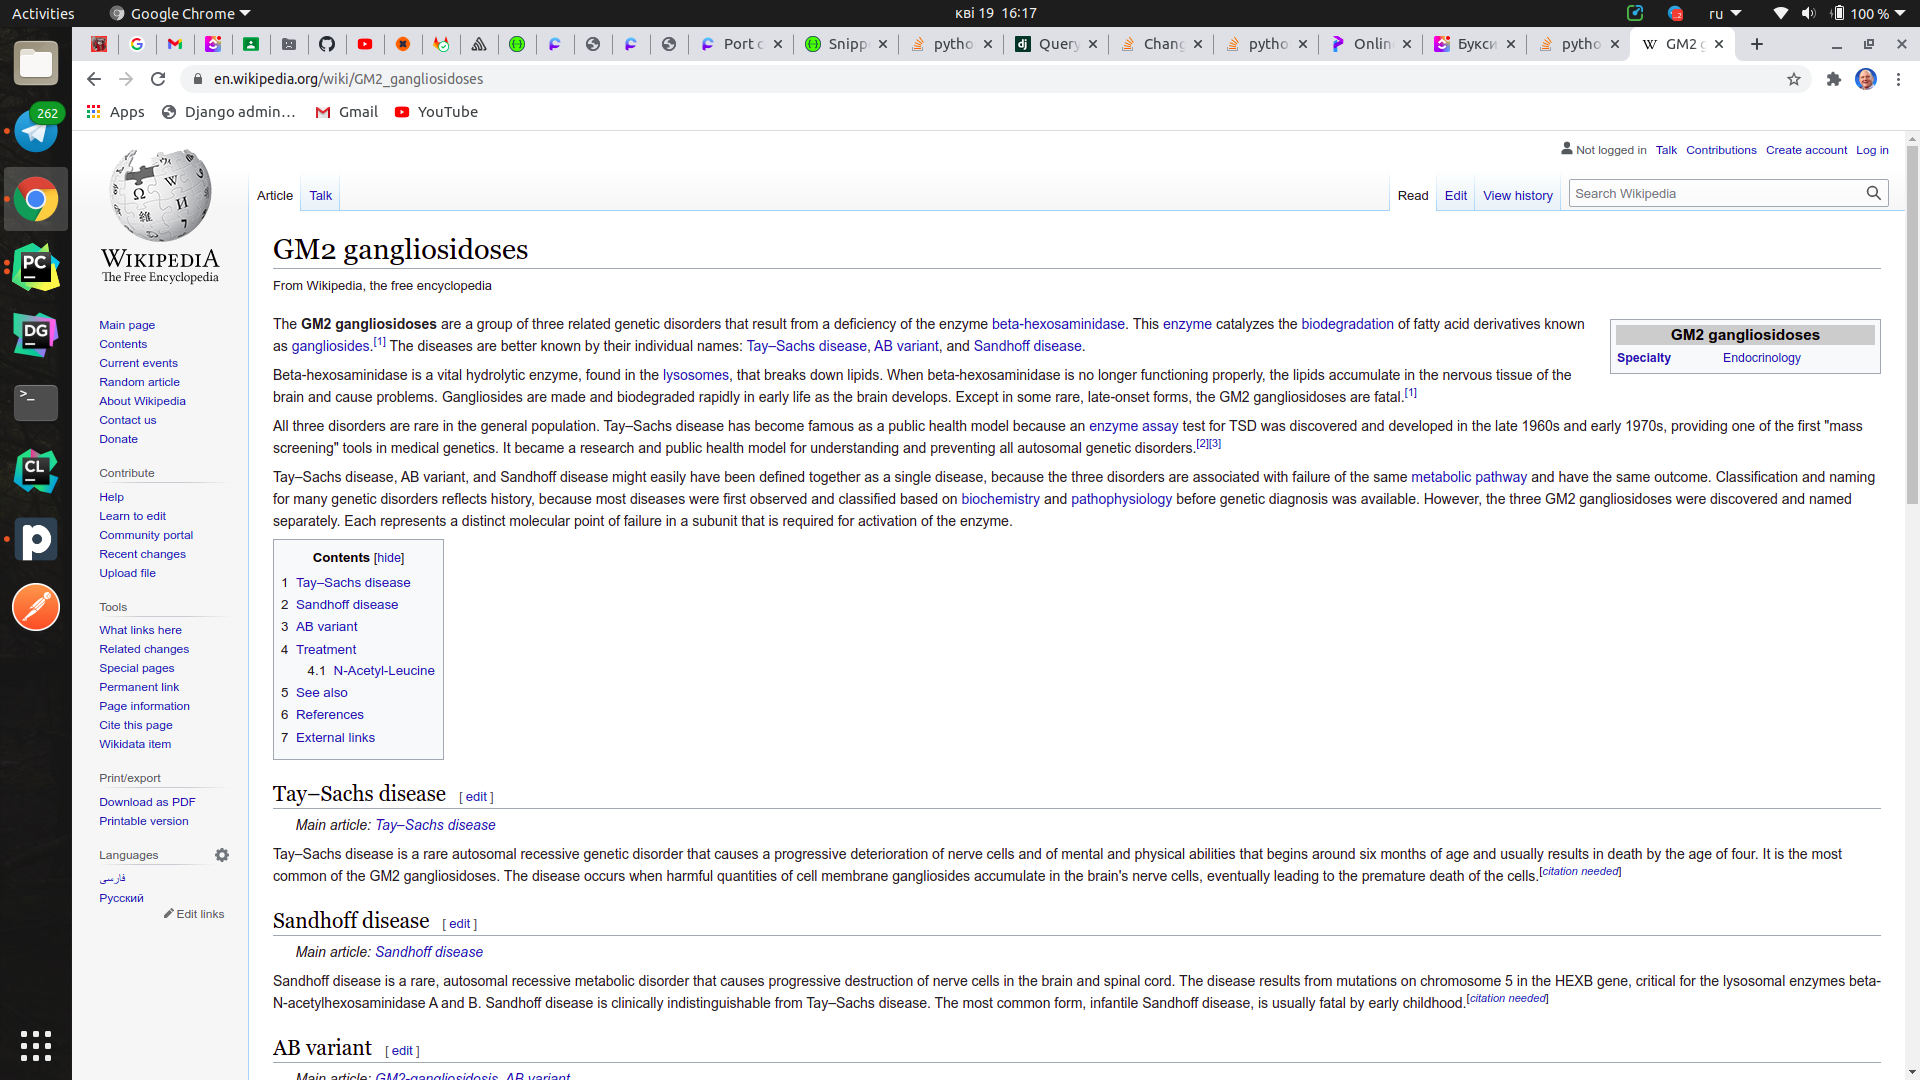 Activities
Google Chrome
кві 19 16:17
ru
100 %
262
Port c
Snipp
pytho
Query
Chang
pytho
Onlin
Букси
pytho
GM2 g
en.wikipedia.org/wiki/GM2_gangliosidoses
Apps
Django admin...
Gmail
YouTube
Not logged in
Talk
Contributions
Create account
Log in
Article
Talk
Read
Edit
View history
Search Wikipedia
WIKIPEDIA
The Free Encyclopedia
Main page
Contents
Current events
Random article
About Wikipedia
Contact us
Donate
Contribute
Help
Learn to edit
Community portal
Recent changes
Upload file
Tools
What links here
Related changes
Special pages
Permanent link
Page information
Cite this page
Wikidata item
Print/export
Download as PDF
Printable version
Languages
فارسی
Русский
Edit links
GM2 gangliosidoses
From Wikipedia, the free encyclopedia
The GM2 gangliosidoses are a group of three related genetic disorders that result from a deficiency of the enzyme beta-hexosaminidase. This enzyme catalyzes the biodegradation of fatty acid derivatives known
as gangliosides.[1] The diseases are better known by their individual names: Tay–Sachs disease, AB variant, and Sandhoff disease.
GM2 gangliosidoses
Specialty Endocrinology
Beta-hexosaminidase is a vital hydrolytic enzyme, found in the lysosomes, that breaks down lipids. When beta-hexosaminidase is no longer functioning properly, the lipids accumulate in the nervous tissue of the
brain and cause problems. Gangliosides are made and biodegraded rapidly in early life as the brain develops. Except in some rare, late-onset forms, the GM2 gangliosidoses are fatal.[1]
All three disorders are rare in the general population. Tay–Sachs disease has become famous as a public health model because an enzyme assay test for TSD was discovered and developed in the late 1960s and early 1970s, providing one of the first "mass
screening" tools in medical genetics. It became a research and public health model for understanding and preventing all autosomal genetic disorders.[2][3]
Tay–Sachs disease, AB variant, and Sandhoff disease might easily have been defined together as a single disease, because the three disorders are associated with failure of the same metabolic pathway and have the same outcome. Classification and naming
for many genetic disorders reflects history, because most diseases were first observed and classified based on biochemistry and pathophysiology before genetic diagnosis was available. However, the three GM2 gangliosidoses were discovered and named
separately. Each represents a distinct molecular point of failure in a subunit that is required for activation of the enzyme.
Contents [hide]
1 Tay–Sachs disease
2 Sandhoff disease
3 AB variant
4 Treatment
4.1 N-Acetyl-Leucine
5 See also
6 References
7 External links
Tay–Sachs disease [ edit ]
Main article: Tay–Sachs disease
Tay–Sachs disease is a rare autosomal recessive genetic disorder that causes a progressive deterioration of nerve cells and of mental and physical abilities that begins around six months of age and usually results in death by the age of four. It is the most
common of the GM2 gangliosidoses. The disease occurs when harmful quantities of cell membrane gangliosides accumulate in the brain's nerve cells, eventually leading to the premature death of the cells.[citation needed]
Sandhoff disease [ edit ]
Main article: Sandhoff disease
Sandhoff disease is a rare, autosomal recessive metabolic disorder that causes progressive destruction of nerve cells in the brain and spinal cord. The disease results from mutations on chromosome 5 in the HEXB gene, critical for the lysosomal enzymes beta-
N-acetylhexosaminidase A and B. Sandhoff disease is clinically indistinguishable from Tay–Sachs disease. The most common form, infantile Sandhoff disease, is usually fatal by early childhood.[citation needed]
AB variant [ edit ]
Main article: GM2-gangliosidosis, AB variant